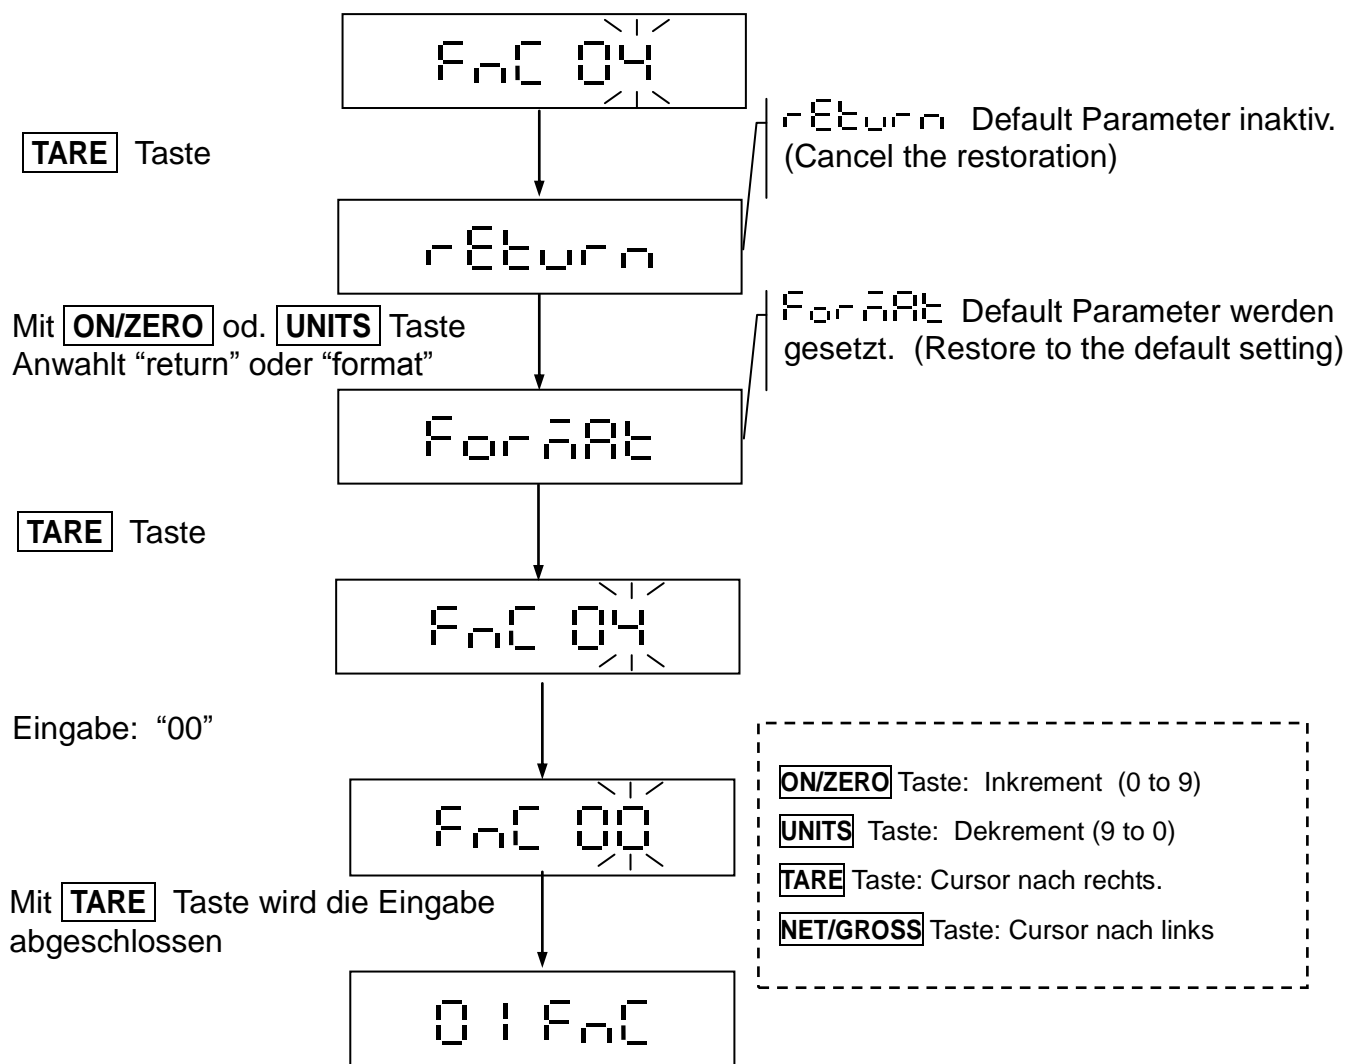 FnC 04
TARE Taste
rEturn Default Parameter inaktiv.
(Cancel the restoration)
rEturn
Mit ON/ZERO od. UNITS Taste
Anwahlt “return” oder “format”
FormAt Default Parameter werden
gesetzt. (Restore to the default setting)
FormAt
TARE Taste
FnC 04
Eingabe: “00”
FnC 00
Mit TARE Taste wird die Eingabe
abgeschlossen
01 FnC
ON/ZERO Taste: Inkrement (0 to 9)
UNITS Taste: Dekrement (9 to 0)
TARE Taste: Cursor nach rechts.
NET/GROSS Taste: Cursor nach links